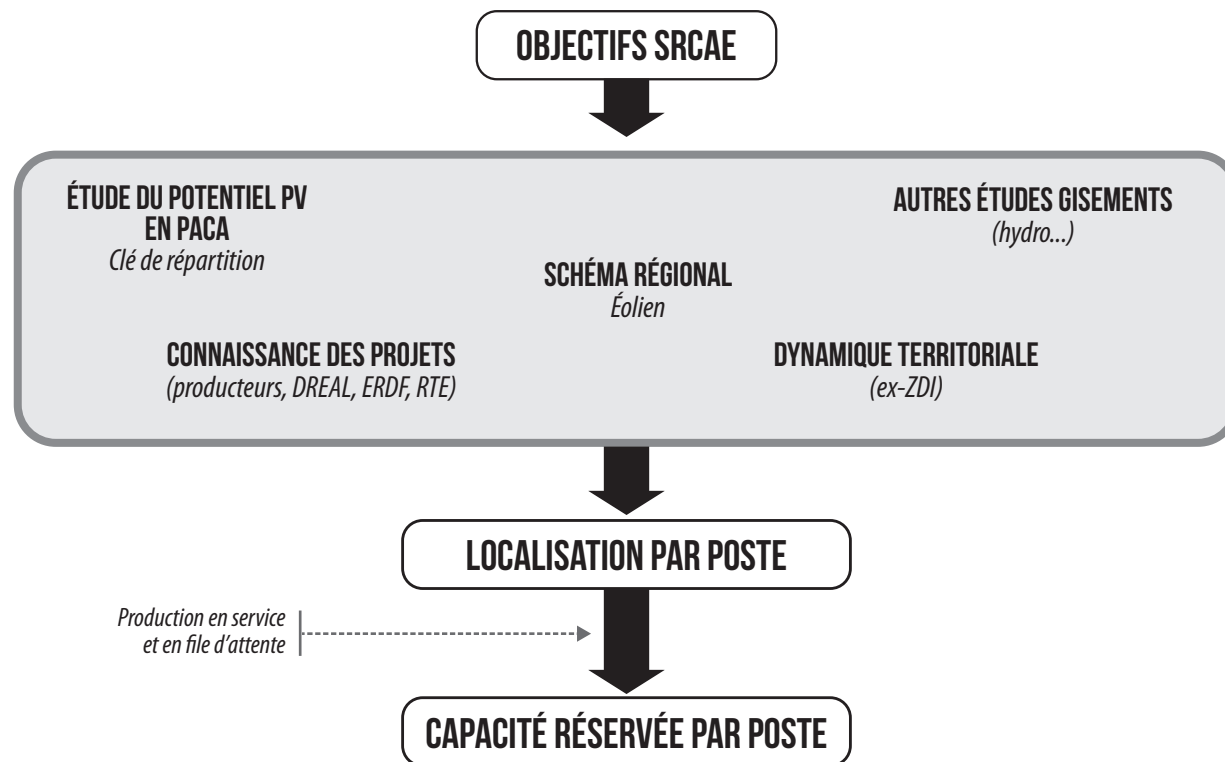 OBJECTIFS SRCAE
ÉTUDE DU POTENTIEL PV
EN PACA
Clé de répartition
AUTRES ÉTUDES GISEMENTS
(hydro...)
SCHÉMA RÉGIONAL
Éolien
CONNAISSANCE DES PROJETS
(producteurs, DREAL, ERDF, RTE)
DYNAMIQUE TERRITORIALE
(ex-ZDI)
LOCALISATION PAR POSTE
Production en service
et en file d’attente
CAPACITÉ RÉSERVÉE PAR POSTE